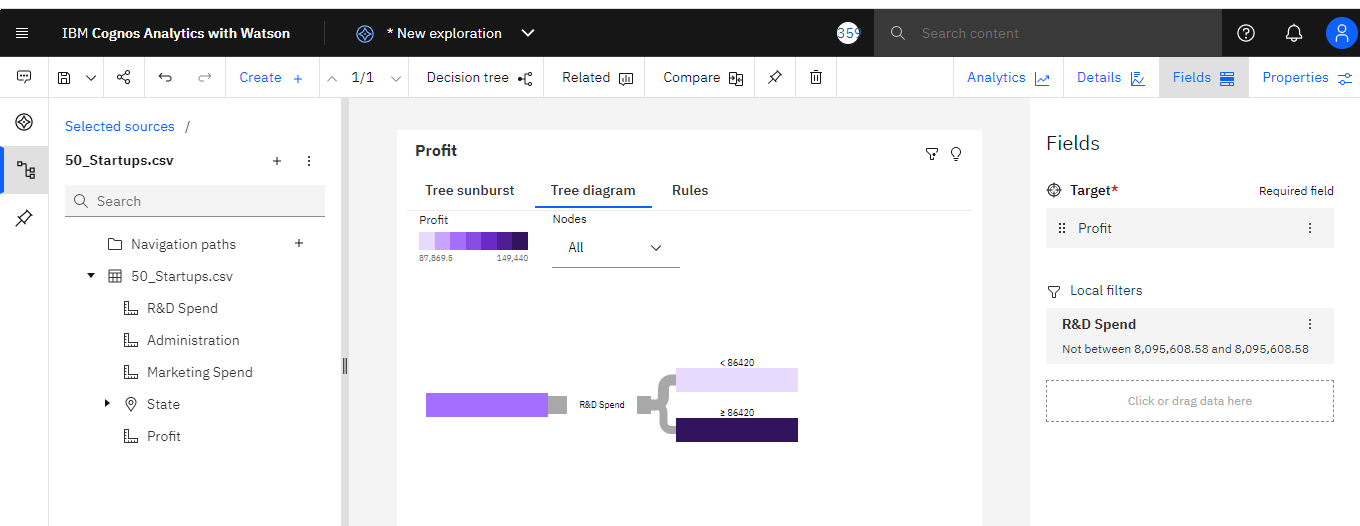 IBM Cognos Analytics with Watson
* New exploration
359
Search content
Create +
1/1
Decision tree
Related
Compare
Analytics
Details
Fields
Properties
Selected sources /
50_Startups.csv
Search
Navigation paths
50_Startups.csv
R&D Spend
Administration
Marketing Spend
State
Profit
Profit
Tree sunburst
Tree diagram
Rules
Profit
87,869.5
149,440
Nodes
All
R&D Spend
< 86420
≥ 86420
Fields
Target*
Required field
Profit
Local filters
R&D Spend
Not between 8,095,608.58 and 8,095,608.58
Click or drag data here